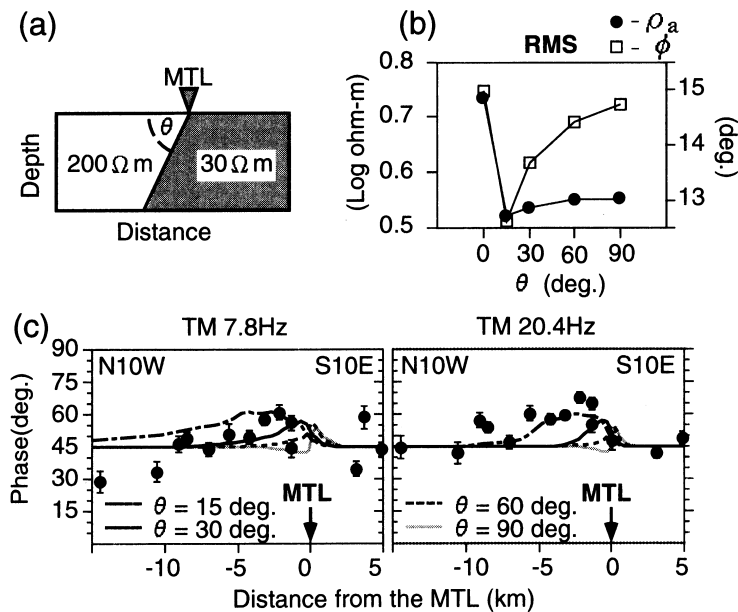 (a)
MTL
θ
200 Ω m
30 Ω m
Depth
Distance
(b)
● - ρa
RMS □ - ϕ
0.8
0.7
0.6
0.5
(Log ohm-m)
15
14
13
(deg.)
0 30 60 90
θ (deg.)
(c)
TM 7.8Hz TM 20.4Hz
90
75
60
45
30
15
Phase(deg.)
N10W S10E N10W S10E
MTL MTL
θ = 15 deg.
θ = 30 deg.
θ = 60 deg.
θ = 90 deg.
-10 -5 0 5 -10 -5 0 5
Distance from the MTL (km)